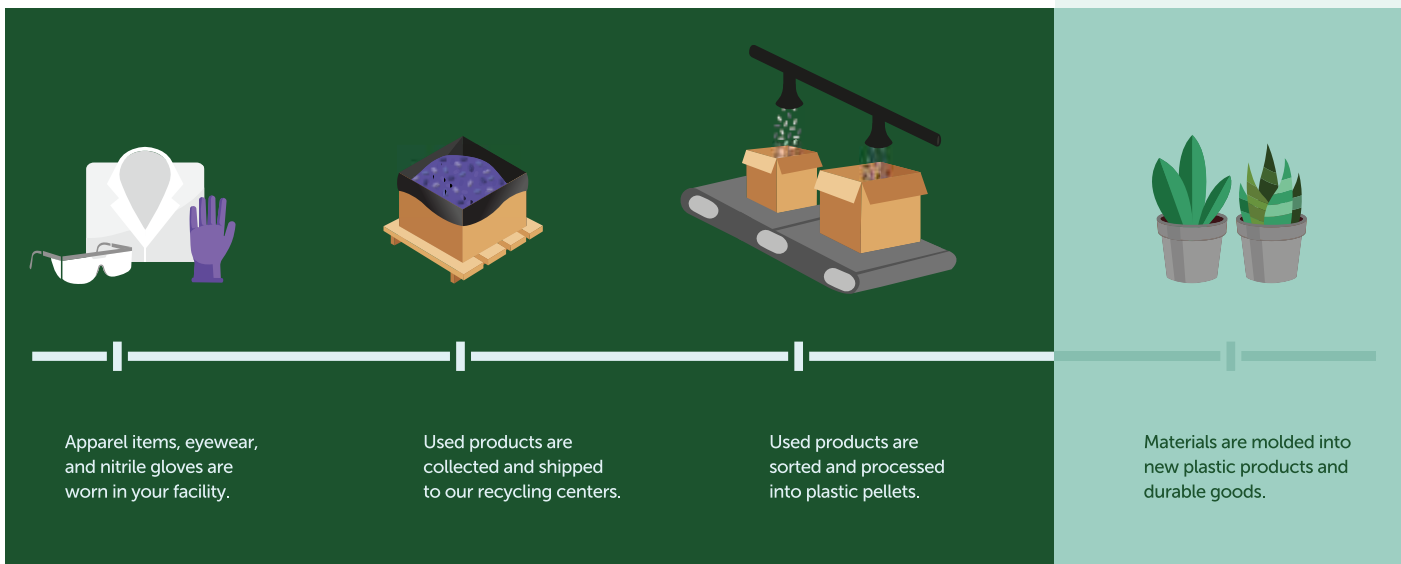 Apparel items, eyewear,
and nitrile gloves are
worn in your facility.
Used products are
collected and shipped
to our recycling centers.
Used products are
sorted and processed
into plastic pellets.
Materials are molded into
new plastic products and
durable goods.